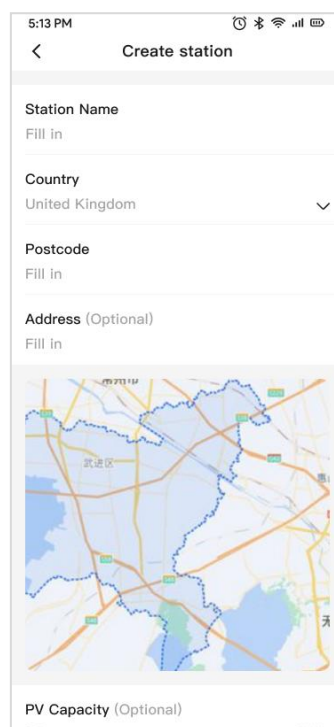 5:13 PM
Create station
Station Name
Fill in
Country
United Kingdom
Postcode
Fill in
Address (Optional)
Fill in
武进区
PV Capacity (Optional)